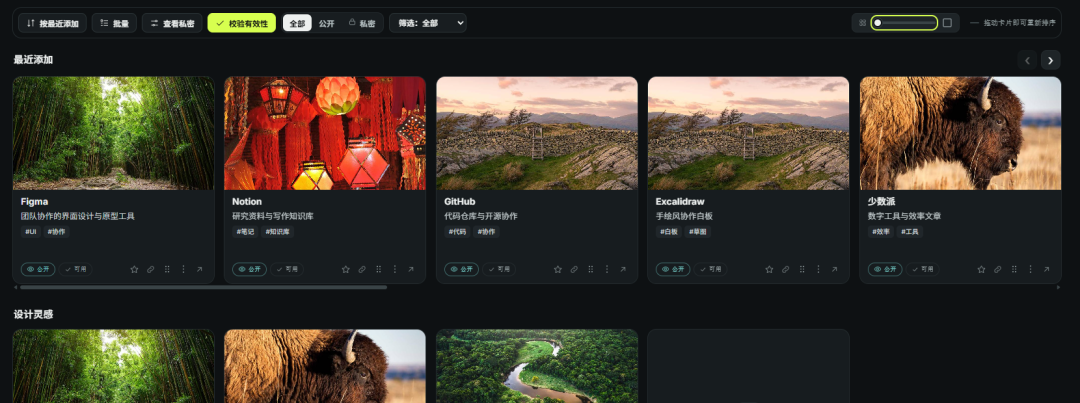 按最近添加 批量 查看私密 校验有效性 全部 公开 私密 筛选: 全部 拖动卡片即可重新排序
最近添加
Figma
团队协作的界面设计与原型工具
#UI #协作
公开 可用
Notion
研究资料与写作知识库
#笔记 #知识库
公开 可用
GitHub
代码仓库与开源协作
#代码 #协作
公开 可用
Excalidraw
手绘风协作白板
#白板 #草图
公开 可用
少数派
数字工具与效率文章
#效率 #工具
公开 可用
设计灵感